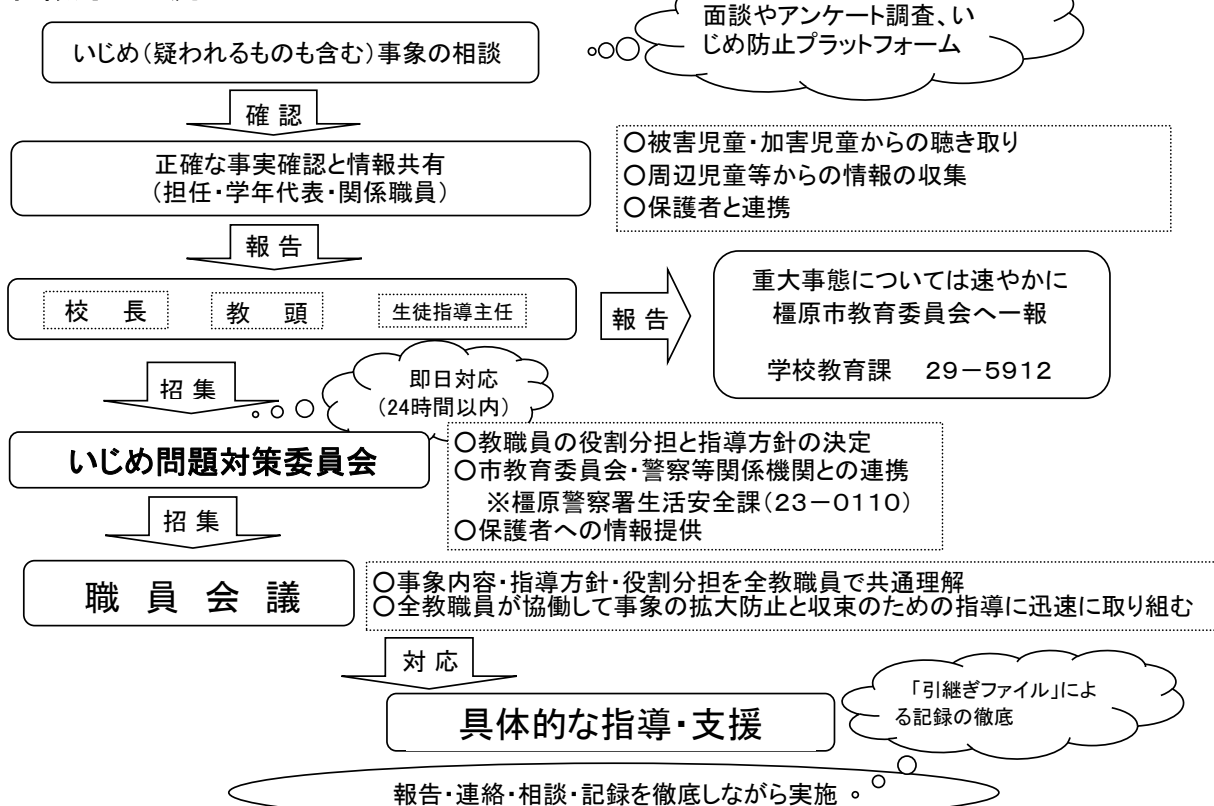 面談やアンケート調査、い
じめ防止プラットフォーム
いじめ(疑われるものも含む)事象の相談
確 認
正確な事実確認と情報共有
(担任・学年代表・関係職員)
○被害児童・加害児童からの聴き取り
○周辺児童等からの情報の収集
○保護者と連携
報 告
校 長
教 頭
生徒指導主任
報 告
重大事態については速やかに
橿原市教育委員会へ一報
学校教育課 29-5912
招 集
即日対応
(24時間以内)
いじめ問題対策委員会
○教職員の役割分担と指導方針の決定
○市教育委員会・警察等関係機関との連携
※橿原警察署生活安全課(23-0110)
○保護者への情報提供
招 集
職 員 会 議
○事象内容・指導方針・役割分担を全教職員で共通理解
○全教職員が協働して事象の拡大防止と収束のための指導に迅速に取り組む
対 応
具体的な指導・支援
「引継ぎファイル」によ
る記録の徹底
報告・連絡・相談・記録を徹底しながら実施